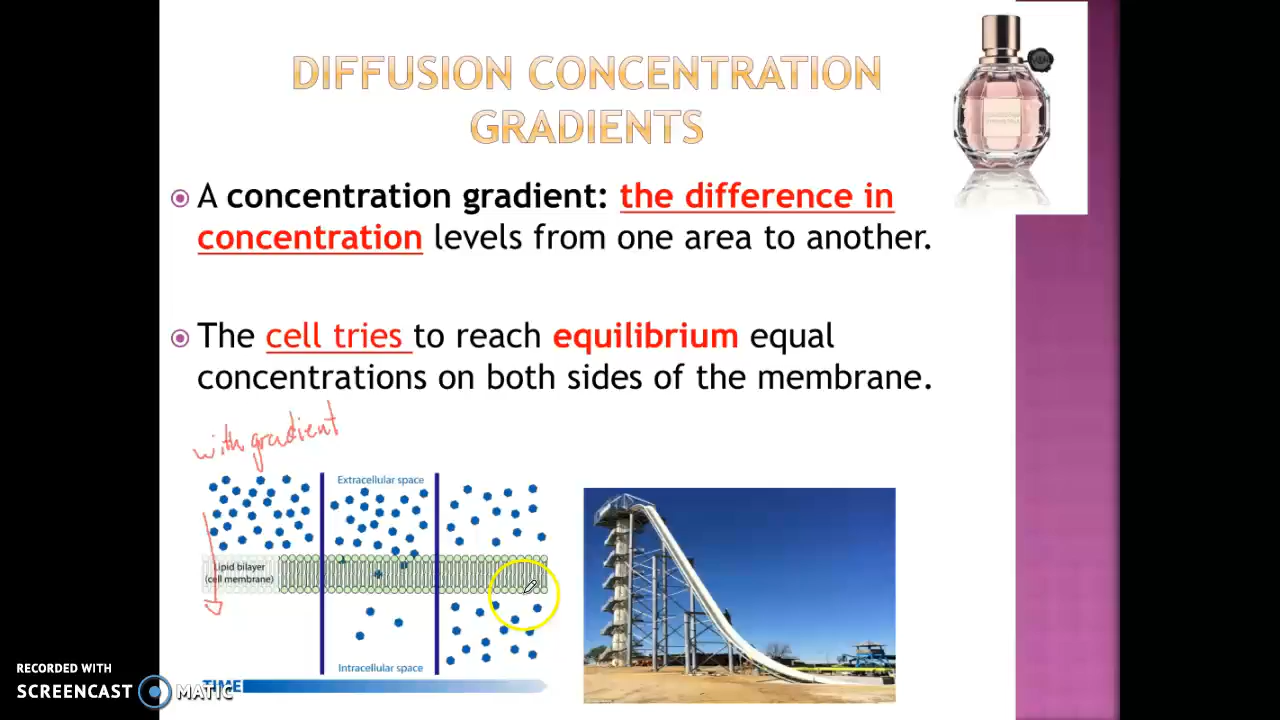 DIFFUSION CONCENTRATION
GRADIENTS
A concentration gradient: the difference in
concentration levels from one area to another.
The cell tries to reach equilibrium equal
concentrations on both sides of the membrane.
with gradient
Extracellular space
Lipid bilayer
(cell membrane)
Intracellular space
TIME
RECORDED WITH
SCREENCAST MATIC